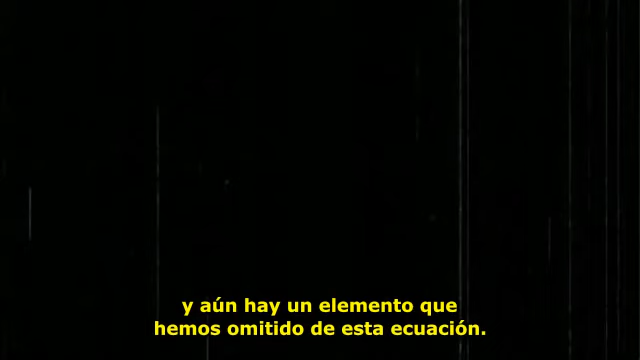 y aún hay un elemento que
hemos omitido de esta ecuación.